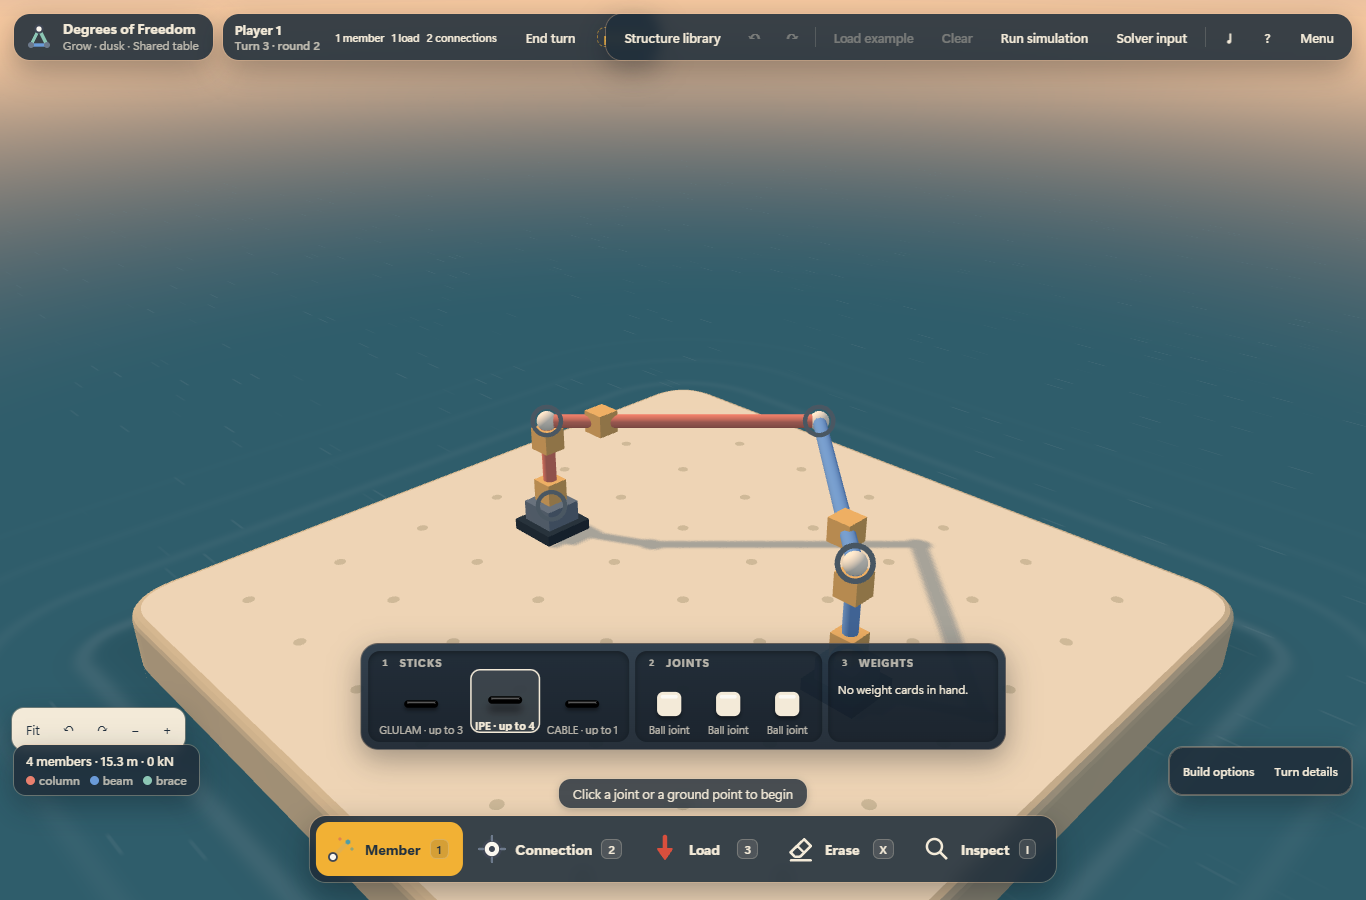 Degrees of Freedom
Grow · dusk · Shared table
Player 1
Turn 3 · round 2
1 member 1 load 2 connections
End turn
Structure library
Load example
Clear
Run simulation
Solver input
?
Menu
1 STICKS
GLULAM · up to 3
IPE · up to 4
CABLE · up to 1
2 JOINTS
Ball joint
Ball joint
Ball joint
3 WEIGHTS
No weight cards in hand.
Fit
−
+
4 members · 15.3 m · 0 kN
column beam brace
Build options
Turn details
Click a joint or a ground point to begin
Member 1
Connection 2
Load 3
Erase X
Inspect I